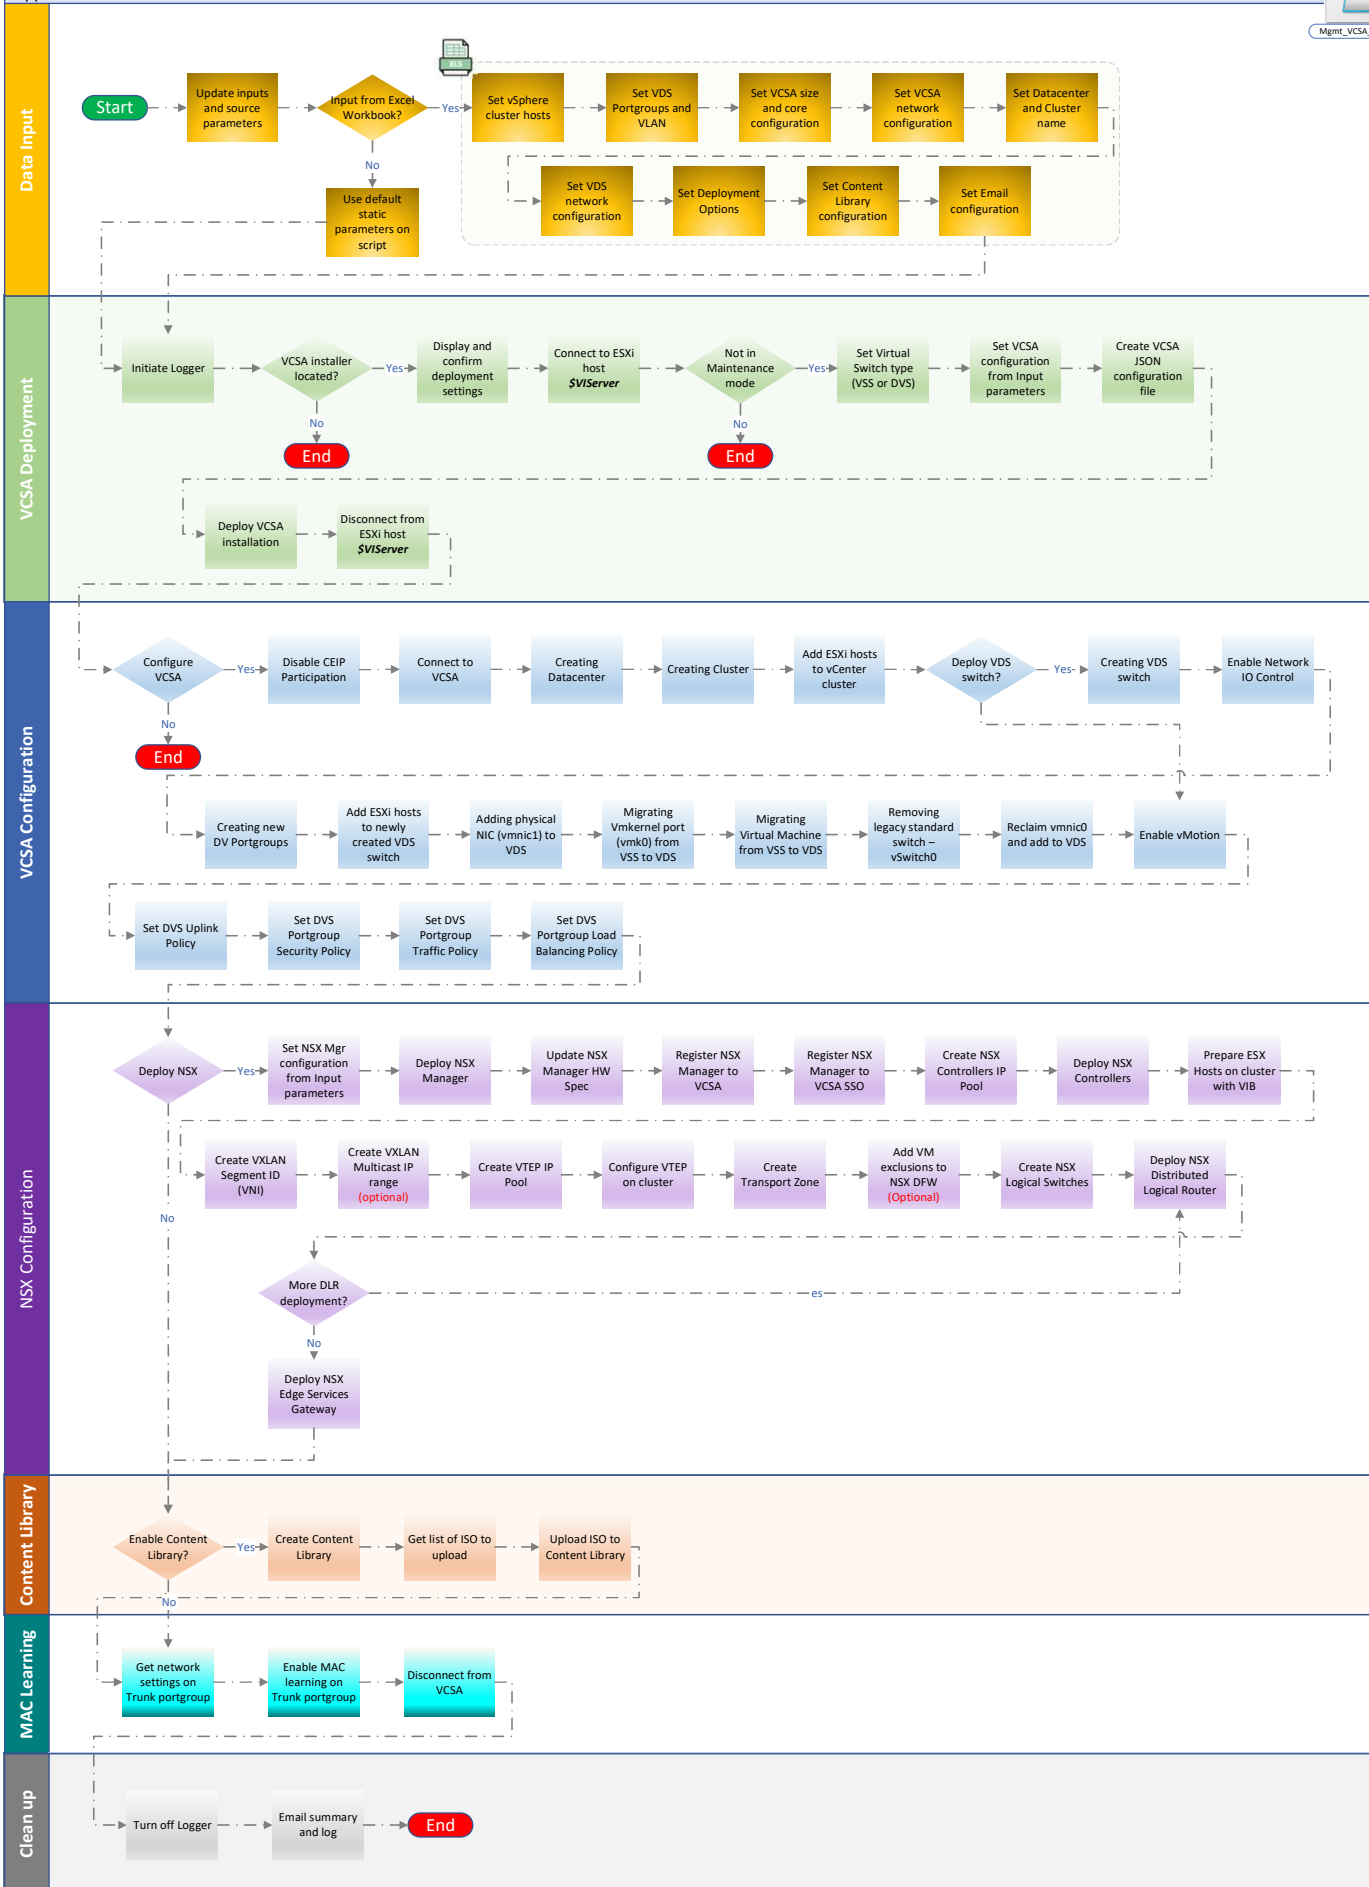 Mgmt_VCSA_
Data Input
Start
Update inputs
and source
parameters
Input from Excel
Workbook?
Yes
No
Use default
static
parameters on
script
XLS
Set vSphere
cluster hosts
Set VDS
Portgroups and
VLAN
Set VCSA size
and core
configuration
Set VCSA
network
configuration
Set Datacenter
and Cluster
name
Set VDS
network
configuration
Set Deployment
Options
Set Content
Library
configuration
Set Email
configuration
VCSA Deployment
Initiate Logger
VCSA installer
located?
Yes
No
End
Display and
confirm
deployment
settings
Connect to ESXi
host
$VIServer
Not in
Maintenance
mode
Yes
No
End
Set Virtual
Switch type
(VSS or DVS)
Set VCSA
configuration
from Input
parameters
Create VCSA
JSON
configuration
file
Deploy VCSA
installation
Disconnect from
ESXi host
$VIServer
VCSA Configuration
Configure
VCSA
Yes
No
End
Disable CEIP
Participation
Connect to
VCSA
Creating
Datacenter
Creating Cluster
Add ESXi hosts
to vCenter
cluster
Deploy VDS
switch?
Yes
Creating VDS
switch
Enable Network
IO Control
Creating new
DV Portgroups
Add ESXi hosts
to newly
created VDS
switch
Adding physical
NIC (vmnic1) to
VDS
Migrating
Vmkernel port
(vmk0) from
VSS to VDS
Migrating
Virtual Machine
from VSS to VDS
Removing
legacy standard
switch –
vSwitch0
Reclaim vmnic0
and add to VDS
Enable vMotion
Set DVS Uplink
Policy
Set DVS
Portgroup
Security Policy
Set DVS
Portgroup
Traffic Policy
Set DVS
Portgroup Load
Balancing Policy
NSX Configuration
Deploy NSX
Yes
No
Set NSX Mgr
configuration
from Input
parameters
Deploy NSX
Manager
Update NSX
Manager HW
Spec
Register NSX
Manager to
VCSA
Register NSX
Manager to
VCSA SSO
Create NSX
Controllers IP
Pool
Deploy NSX
Controllers
Prepare ESX
Hosts on cluster
with VIB
Create VXLAN
Segment ID
(VNI)
Create VXLAN
Multicast IP
range
(optional)
Create VTEP IP
Pool
Configure VTEP
on cluster
Create
Transport Zone
Add VM
exclusions to
NSX DFW
(Optional)
Create NSX
Logical Switches
Deploy NSX
Distributed
Logical Router
More DLR
deployment?
es
No
Deploy NSX
Edge Services
Gateway
Content Library
Enable Content
Library?
Yes
No
Create Content
Library
Get list of ISO to
upload
Upload ISO to
Content Library
MAC Learning
Get network
settings on
Trunk portgroup
Enable MAC
learning on
Trunk portgroup
Disconnect from
VCSA
Clean up
Turn off Logger
Email summary
and log
End